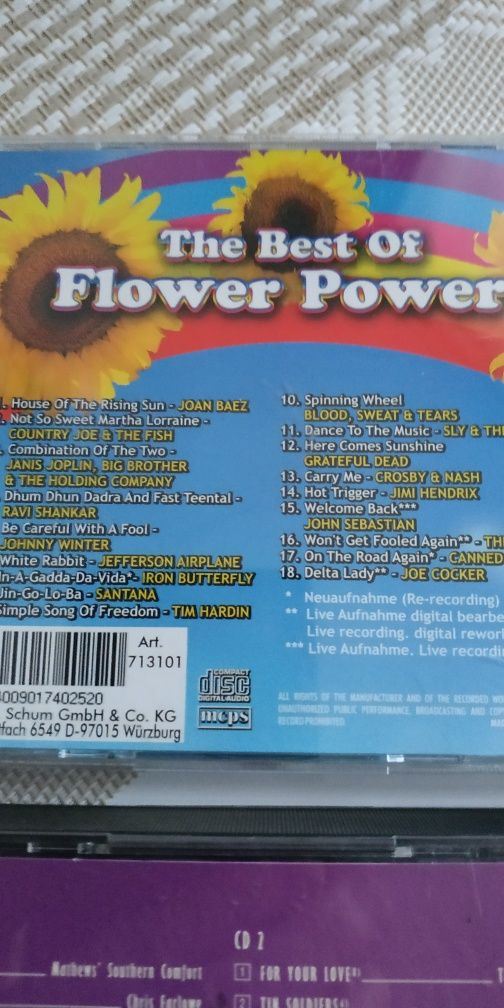 The Best Of
Flower Power
. House Of The Rising Sun - JOAN BAEZ
. Not So Sweet Martha Lorraine -
COUNTRY JOE & THE FISH
. Combination Of The Two -
JANIS JOPLIN, BIG BROTHER
& THE HOLDING COMPANY
. Dhum Dhun Dadra And Fast Teental -
RAVI SHANKAR
Be Careful With A Fool -
JOHNNY WINTER
White Rabbit - JEFFERSON AIRPLANE
In-A-Gadda-Da-Vida*- IRON BUTTERFLY
Jin-Go-Lo-Ba - SANTANA
Simple Song Of Freedom - TIM HARDIN
10. Spinning Wheel
BLOOD, SWEAT & TEARS
11. Dance To The Music - SLY & THE
12. Here Comes Sunshine
GRATEFUL DEAD
13. Carry Me - CROSBY & NASH
14. Hot Trigger - JIMI HENDRIX
15. Welcome Back***
JOHN SEBASTIAN
16. Won't Get Fooled Again** -
17. On The Road Again* - CANNED
18. Delta Lady** - JOE COCKER
* Neuaufnahme (Re-recording)
** Live Aufnahme digital
Live recording. digital
*** Live Aufnahme. Live
Art.
713101
4009017402520
Schum GmbH & Co. KG
6549 D-97015 Würzburg
COMPACT
disc
DIGITAL AUDIO
mcps
ALL RIGHTS OF THE MANUFACTURER AND OF THE RECORDED
UNAUTHORIZED PUBLIC PERFORMANCE, BROADCASTING AND
RECORD PROHIBITED.
CD 2
Mathews' Southern Comfort
1 FOR YOUR LOVE
Chris Farlowe
2 TIN SOLDIERS